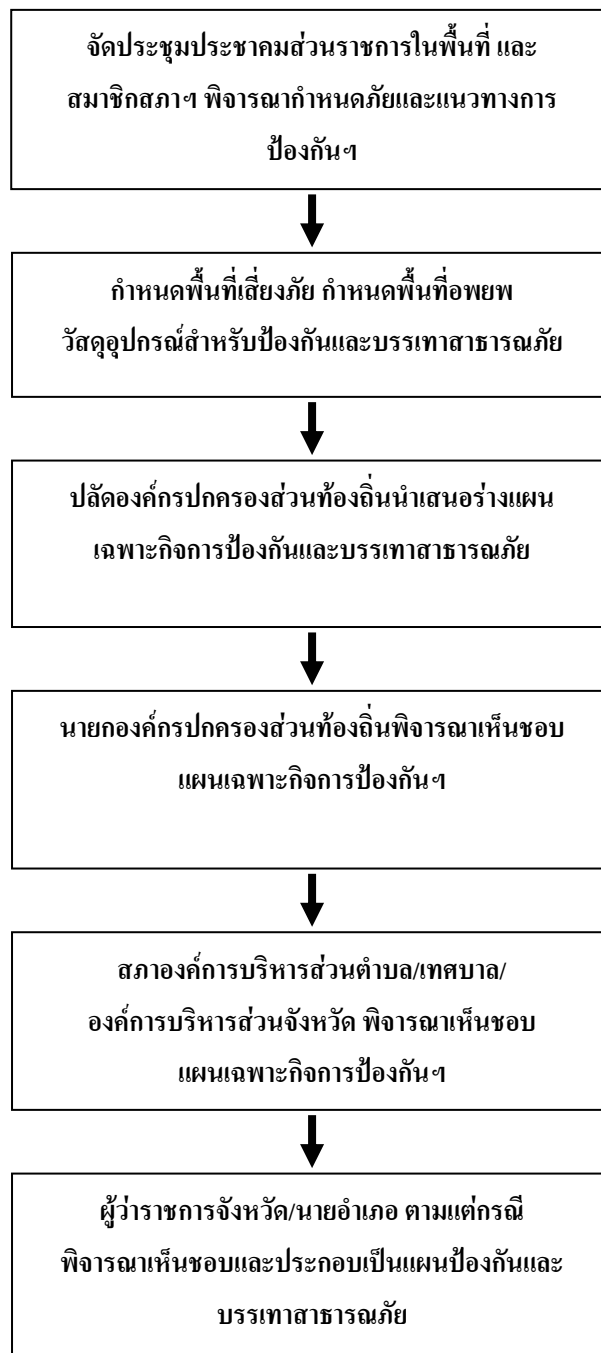 จัดประชุมประชาคมส่วนราชการในพื้นที่ และ
สมาชิกสภาฯ พิจารณากำหนดภัยและแนวทางการ
ป้องกันฯ
กำหนดพื้นที่เสี่ยงภัย กำหนดพื้นที่อพยพ
วัสดุอุปกรณ์สำหรับป้องกันและบรรเทาสาธารณภัย
ปลัดองค์กรปกครองส่วนท้องถิ่นนำเสนอร่างแผน
เฉพาะกิจการป้องกันและบรรเทาสาธารณภัย
นายกองค์กรปกครองส่วนท้องถิ่นพิจารณาเห็นชอบ
แผนเฉพาะกิจการป้องกันฯ
สภาองค์การบริหารส่วนตำบล/เทศบาล/
องค์การบริหารส่วนจังหวัด พิจารณาเห็นชอบ
แผนเฉพาะกิจการป้องกันฯ
ผู้ว่าราชการจังหวัด/นายอำเภอ ตามแต่กรณี
พิจารณาเห็นชอบและประกอบเป็นแผนป้องกันและ
บรรเทาสาธารณภัย